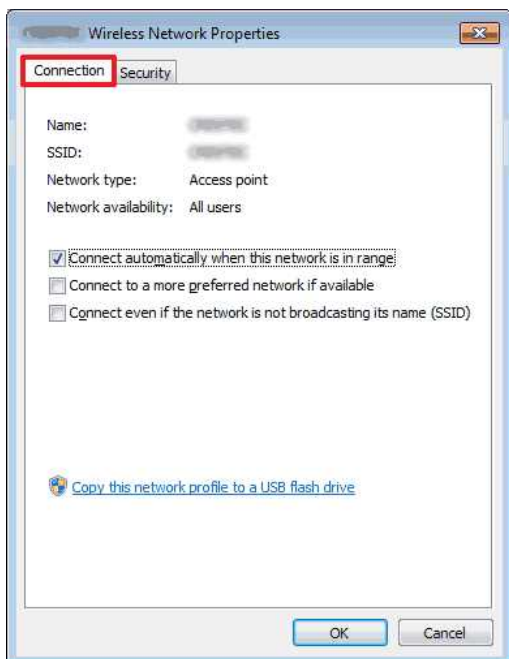 Wireless Network Properties
Connection Security
Name:
SSID:
Network type: Access point
Network availability: All users
Connect automatically when this network is in range
Connect to a more preferred network if available
Connect even if the network is not broadcasting its name (SSID)
Copy this network profile to a USB flash drive
OK Cancel